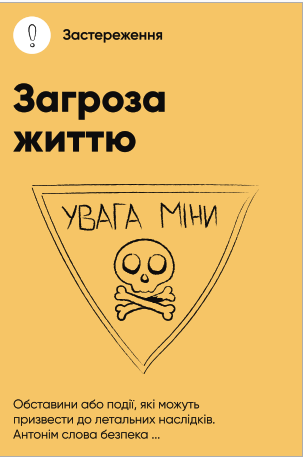 Застереження
Загроза
життю
УВАГА МІНИ
Обставини або події, які можуть
призвести до летальних наслідків.
Антонім слова безпека ...